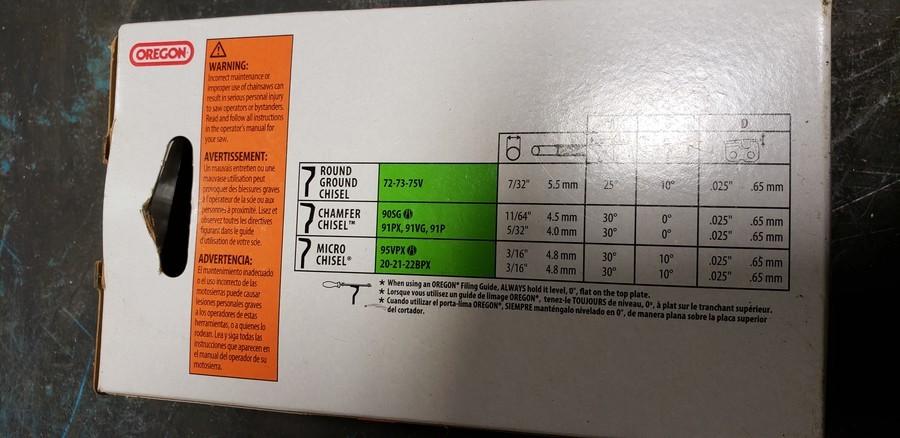 OREGON
WARNING:
Incorrect maintenance or
improper use of chainsaws can
result in serious personal injury
to saw operators or bystanders.
Read and follow all instructions
in the operator's manual for
your saw.
AVERTISSEMENT:
Un mauvais entretien ou une
mauvaise utilisation peut
provoquer des blessures graves
à l'opérateur de la scie ou aux
personnes à proximité. Lisez et
observez toutes les directives
figurant dans le guide
d'utilisation de votre scie.
ADVERTENCIA:
El mantenimiento inadecuado
o el uso incorrecto de las
motosierras puede causar
lesiones personales graves
a los operadores de estas
herramientas, o a quienes lo
rodean. Lea y siga todas las
instrucciones que aparecen en
el manual del operador de su
motosierra.
D
ROUND
GROUND
CHISEL
72-73-75V 7/32" 5.5 mm 25° 10° .025" .65 mm
CHAMFER
CHISEL™
90SG 11/64" 4.5 mm 30° 0° .025" .65 mm
91PX, 91VG, 91P 5/32" 4.0 mm 30° 0° .025" .65 mm
MICRO
CHISEL®
95VPX 3/16" 4.8 mm 30° 10° .025" .65 mm
20-21-22BPX 3/16" 4.8 mm 30° 10° .025" .65 mm
★ When using an OREGON® Filing Guide, ALWAYS hold it level, 0°, flat on the top plate.
★ Lorsque vous utilisez un guide de limage OREGON®, tenez-le TOUJOURS de niveau, 0°, à plat sur le tranchant supérieur.
★ Cuando utilizar el porta-lima OREGON®, SIEMPRE manténgalo nivelado en 0°, de manera plana sobre la placa superior
del cortador.